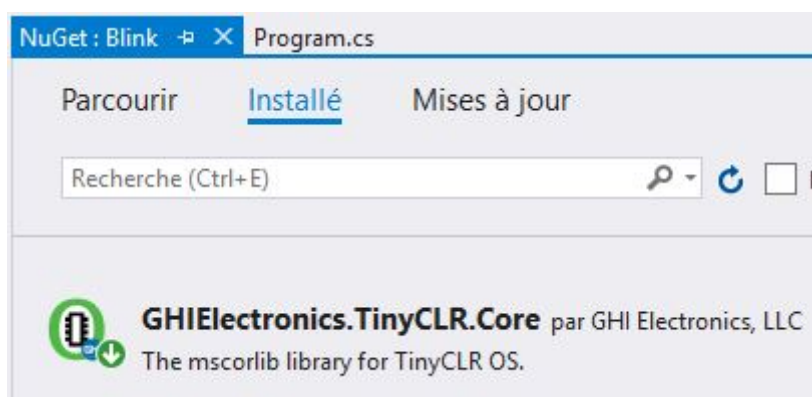 NuGet : Blink Program.cs
Parcourir Installé Mises à jour
Recherche (Ctrl+E)
GHIElectronics.TinyCLR.Core par GHI Electronics, LLC
The mscorlib library for TinyCLR OS.